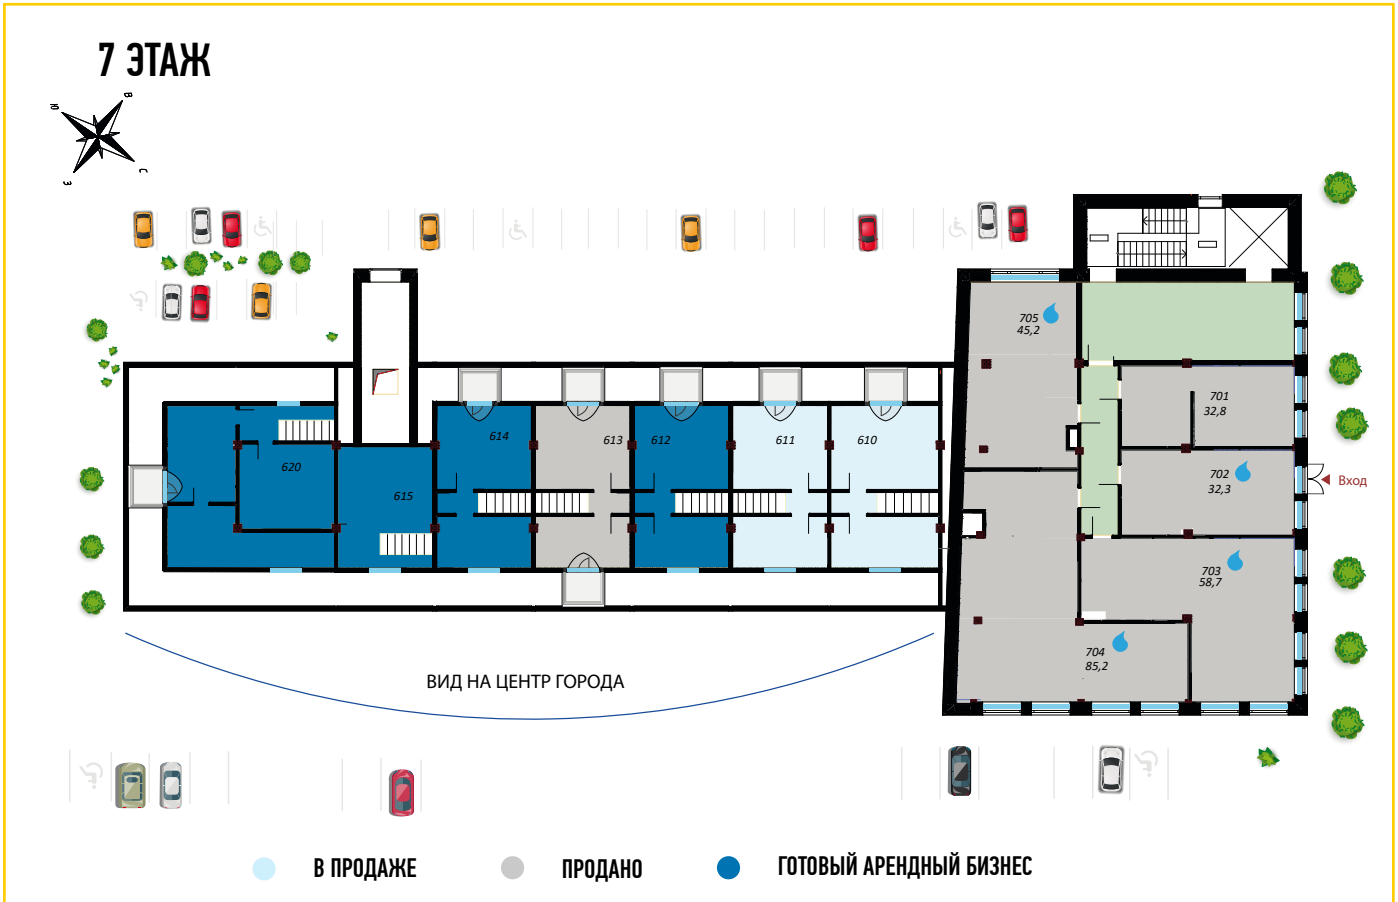 7 ЭТАЖ
Ю
В
З
С
705
45,2
701
32,8
614
613
612
611
610
620
615
702
32,3
Вход
703
58,7
704
85,2
ВИД НА ЦЕНТР ГОРОДА
В ПРОДАЖЕ
ПРОДАНО
ГОТОВЫЙ АРЕНДНЫЙ БИЗНЕС